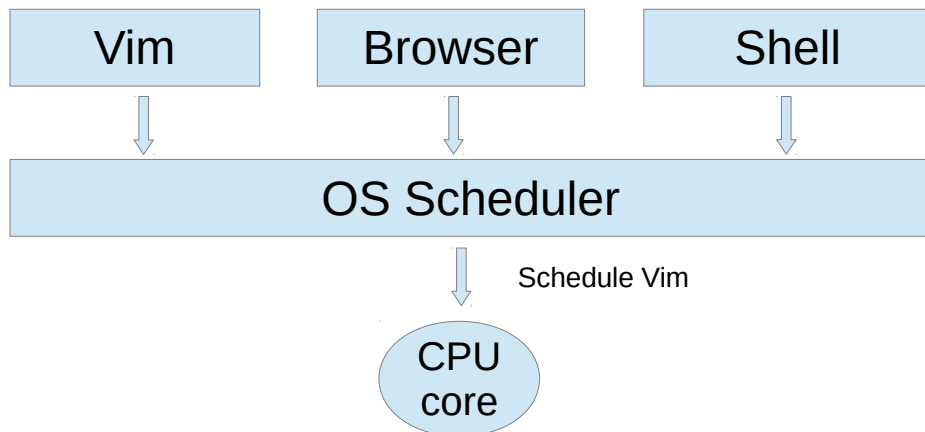 Vim
Browser
Shell
OS Scheduler
Schedule Vim
CPU
core